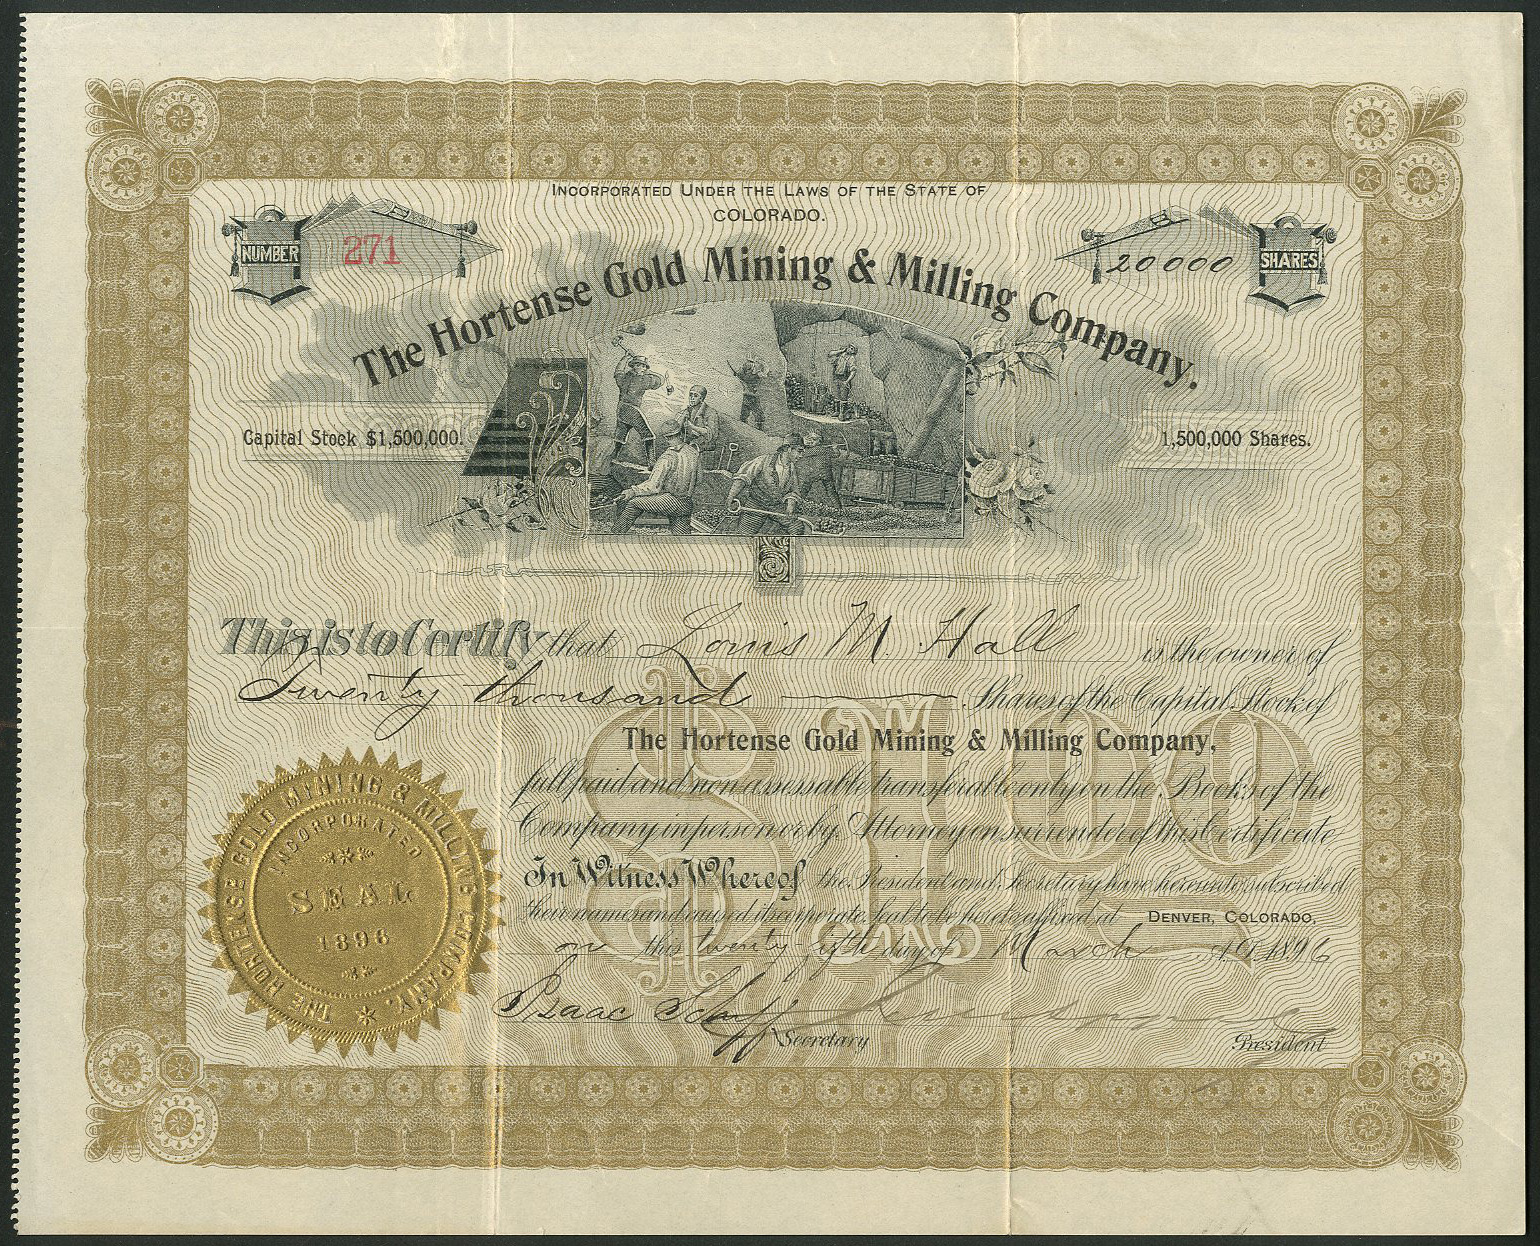 INCORPORATED UNDER THE LAWS OF THE STATE OF
COLORADO.
NUMBER 271
20000 SHARES
The Hortense Gold Mining & Milling Company.
Capital Stock $1,500,000.
1,500,000 Shares.
This is to Certify that Louis M. Hall is the owner of
Twenty thousand Shares of the Capital Stock of
The Hortense Gold Mining & Milling Company,
full paid and non assessable transferable only on the Books of the
Company in person or by Attorney on surrender of this Certificate
In Witness Whereof the President and Secretary have hereunto subscribed
their names and caused its corporate Seal to be hereto affixed at DENVER, COLORADO,
on this twenty fifth day of March A.D. 1896
$1.00
THE HORTENSE GOLD MINING & MILLING COMPANY.
INCORPORATED
SEAL
1896
Isaac
Secretary
President